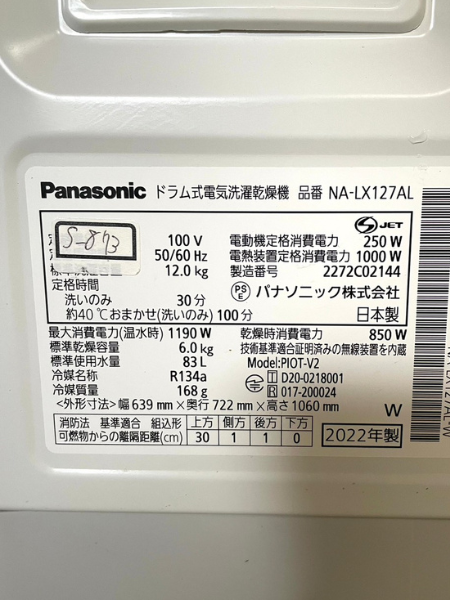 Panasonic ドラム式電気洗濯乾燥機 品番 NA-LX127AL
S-873
100 V
50/60 Hz
12.0 kg
定格時間
洗いのみ 30分
約40℃おまかせ(洗いのみ) 100分
JET
電動機定格消費電力 250 W
電熱装置定格消費電力 1000 W
製造番号 2272C02144
PSE パナソニック株式会社
日本製
最大消費電力(温水時) 1190 W
標準乾燥容量 6.0 kg
標準使用水量 83 L
冷媒名称 R134a
冷媒質量 168 g
乾燥時消費電力 850 W
技術基準適合証明済みの無線装置を内蔵
Model:PIOT-V2
T D20-0218001
R 017-200024
<外形寸法> 幅 639 mm×奥行 722 mm×高さ 1060 mm
W
消防法 基準適合 組込形 上方 側方 後方 下方
可燃物からの離隔距離(cm) 30 1 1 0
2022年製